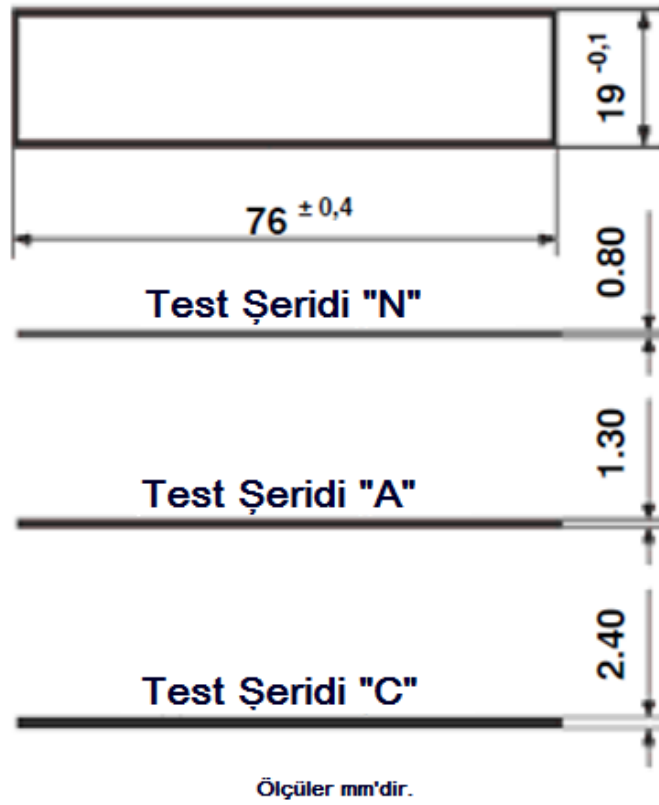 19 -0,1
76 ± 0,4
0.80
Test Şeridi "N"
1.30
Test Şeridi "A"
2.40
Test Şeridi "C"
Ölçüler mm'dir.